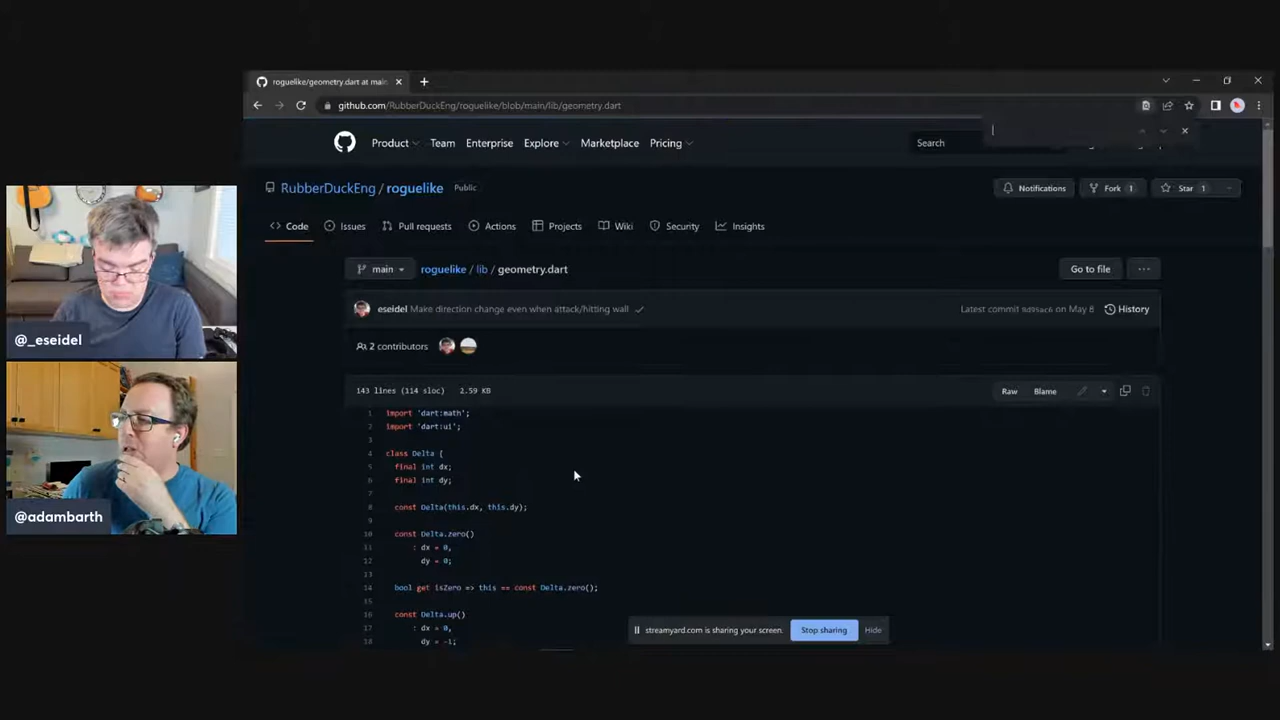 roguelike/geometry.dart at main
github.com/RubberDuckEng/roguelike/blob/main/lib/geometry.dart
Product
Team
Enterprise
Explore
Marketplace
Pricing
Search
RubberDuckEng / roguelike
Public
Notifications
Fork 1
Star 1
Code
Issues
Pull requests
Actions
Projects
Wiki
Security
Insights
main
roguelike / lib / geometry.dart
Go to file
eseidel Make direction change even when attack/hitting wall
Latest commit on May 8
History
2 contributors
143 lines (114 sloc) 2.59 KB
Raw
Blame
1 import 'dart:math';
2 import 'dart:ui';
3
4 class Delta {
5 final int dx;
6 final int dy;
7
8 const Delta(this.dx, this.dy);
9
10 const Delta.zero()
11 : dx = 0,
12 dy = 0;
13
14 bool get isZero => this == const Delta.zero();
15
16 const Delta.up()
17 : dx = 0,
18 dy = -1;
streamyard.com is sharing your screen.
Stop sharing
Hide
@_eseidel
@adambarth